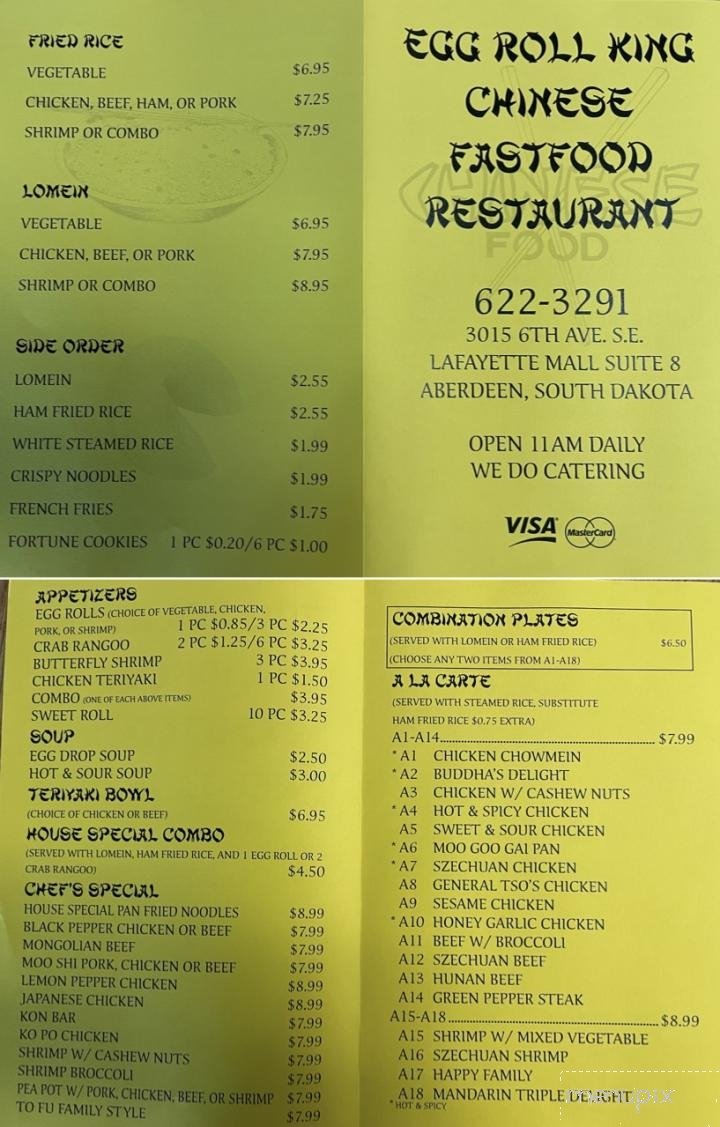 FRIED RICE
VEGETABLE $6.95
CHICKEN, BEEF, HAM, OR PORK $7.25
SHRIMP OR COMBO $7.95
LOMEIN
VEGETABLE $6.95
CHICKEN, BEEF, OR PORK $7.95
SHRIMP OR COMBO $8.95
SIDE ORDER
LOMEIN $2.55
HAM FRIED RICE $2.55
WHITE STEAMED RICE $1.99
CRISPY NOODLES $1.99
FRENCH FRIES $1.75
FORTUNE COOKIES 1 PC $0.20/6 PC $1.00
EGG ROLL KING
CHINESE
FASTFOOD
RESTAURANT
CHINESE
FOOD
622-3291
3015 6TH AVE. S.E.
LAFAYETTE MALL SUITE 8
ABERDEEN, SOUTH DAKOTA
OPEN 11AM DAILY
WE DO CATERING
VISA MasterCard
APPETIZERS
EGG ROLLS (CHOICE OF VEGETABLE, CHICKEN,
PORK, OR SHRIMP) 1 PC $0.85/3 PC $2.25
CRAB RANGOO 2 PC $1.25/6 PC $3.25
BUTTERFLY SHRIMP 3 PC $3.95
CHICKEN TERIYAKI 1 PC $1.50
COMBO (ONE OF EACH ABOVE ITEMS) $3.95
SWEET ROLL 10 PC $3.25
SOUP
EGG DROP SOUP $2.50
HOT & SOUR SOUP $3.00
TERIYAKI BOWL
(CHOICE OF CHICKEN OR BEEF) $6.95
HOUSE SPECIAL COMBO
(SERVED WITH LOMEIN, HAM FRIED RICE, AND 1 EGG ROLL OR 2
CRAB RANGOO) $4.50
CHEF'S SPECIAL
HOUSE SPECIAL PAN FRIED NOODLES $8.99
BLACK PEPPER CHICKEN OR BEEF $7.99
MONGOLIAN BEEF $7.99
MOO SHI PORK, CHICKEN OR BEEF $7.99
LEMON PEPPER CHICKEN $8.99
JAPANESE CHICKEN $8.99
KON BAR $7.99
KO PO CHICKEN $7.99
SHRIMP W/ CASHEW NUTS $7.99
SHRIMP BROCCOLI $7.99
PEA POT W/ PORK, CHICKEN, BEEF, OR SHRIMP $7.99
TO FU FAMILY STYLE $7.99
COMBINATION PLATES
(SERVED WITH LOMEIN OR HAM FRIED RICE) $6.50
(CHOOSE ANY TWO ITEMS FROM A1-A18)
A LA CARTE
(SERVED WITH STEAMED RICE, SUBSTITUTE
HAM FRIED RICE $0.75 EXTRA)
A1-A14 $7.99
* A1 CHICKEN CHOWMEIN
* A2 BUDDHA'S DELIGHT
A3 CHICKEN W/ CASHEW NUTS
* A4 HOT & SPICY CHICKEN
A5 SWEET & SOUR CHICKEN
* A6 MOO GOO GAI PAN
* A7 SZECHUAN CHICKEN
A8 GENERAL TSO'S CHICKEN
A9 SESAME CHICKEN
* A10 HONEY GARLIC CHICKEN
A11 BEEF W/ BROCCOLI
A12 SZECHUAN BEEF
A13 HUNAN BEEF
A14 GREEN PEPPER STEAK
A15-A18 $8.99
A15 SHRIMP W/ MIXED VEGETABLE
A16 SZECHUAN SHRIMP
A17 HAPPY FAMILY
A18 MANDARIN TRIPLE DELIGHT
* HOT & SPICY